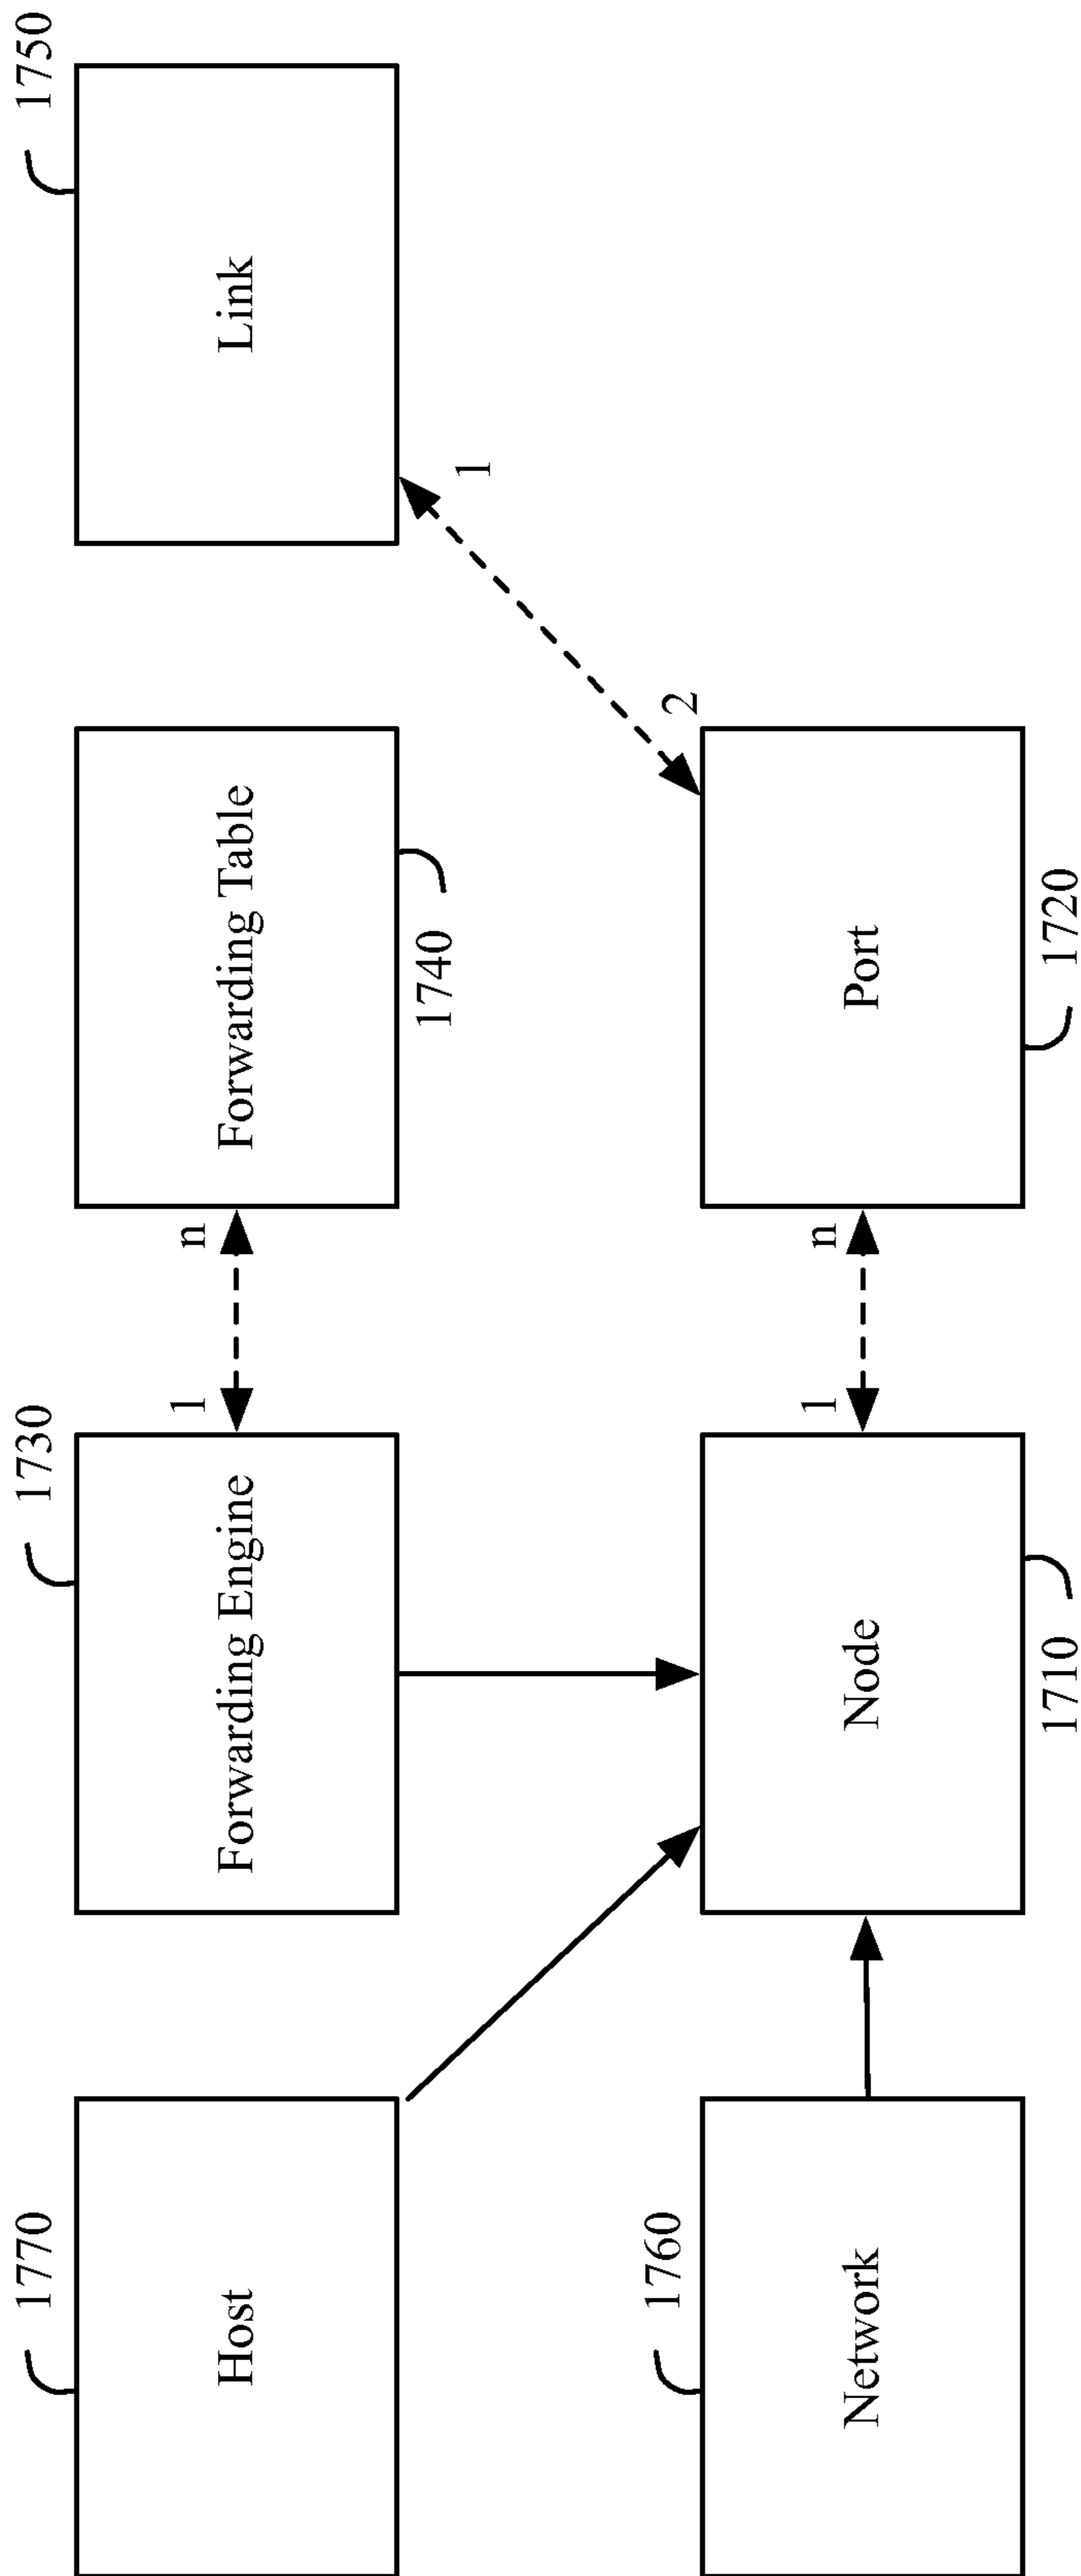 1770
1730
1750
Host
Forwarding Engine
1
n
Forwarding Table
Link
1740
1
1760
2
Network
Node
1
n
Port
1710
1720